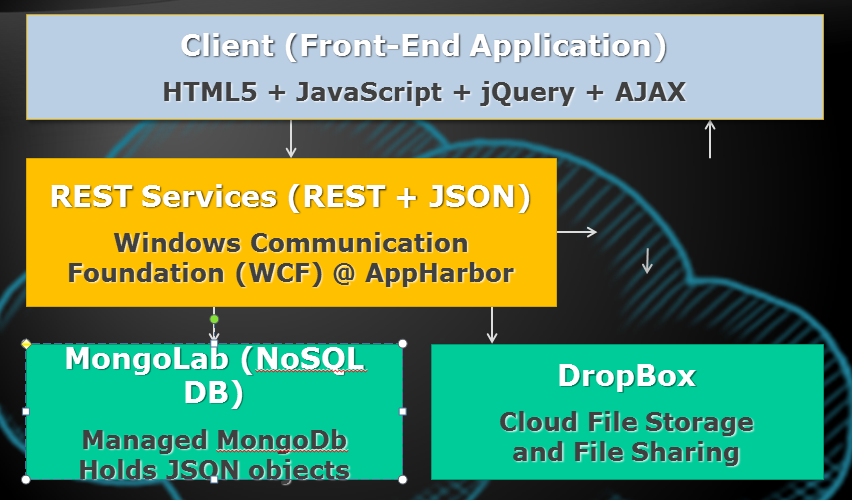 Client (Front-End Application)
HTML5 + JavaScript + jQuery + AJAX
REST Services (REST + JSON)
Windows Communication
Foundation (WCF) @ AppHarbor
MongoLab (NoSQL
DB)
Managed MongoDb
Holds JSON objects
DropBox
Cloud File Storage
and File Sharing